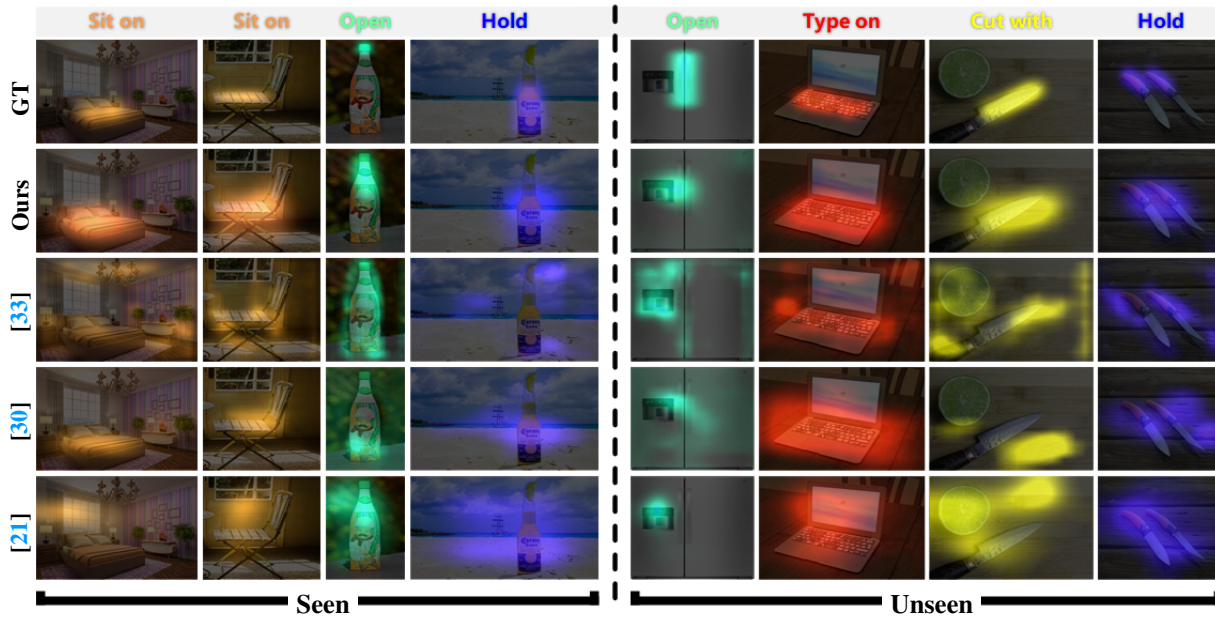 Sit on Sit on Open Hold Open Type on Cut with Hold
GT
Ours
[33]
[30]
[21]
Seen Unseen